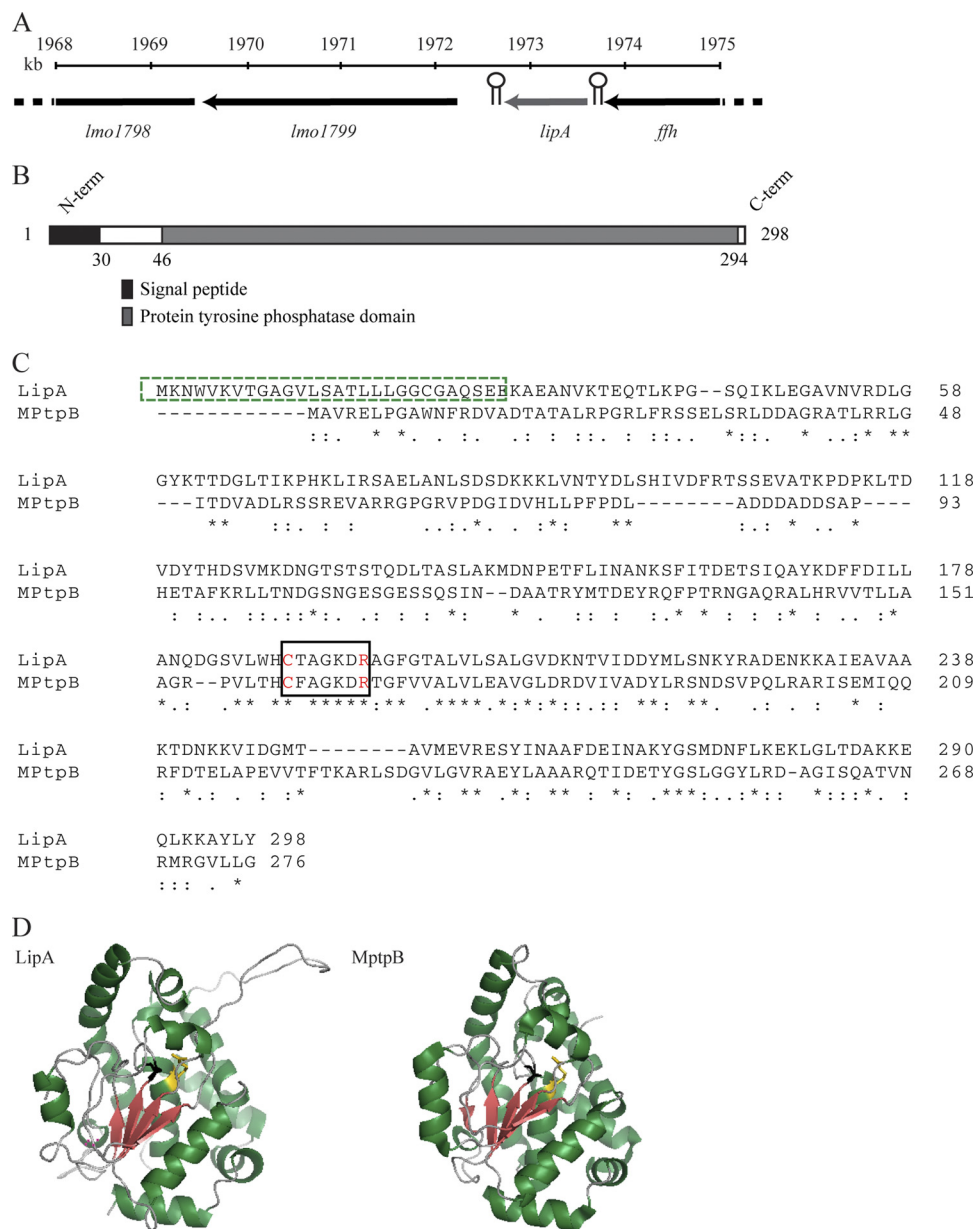 A
1968 1969 1970 1971 1972 1973 1974 1975
kb
lmo1798 lmo1799 lipA ffh
B
N-term C-term
1 298
30 46 294
Signal peptide
Protein tyrosine phosphatase domain
C
LipA MKNWVKVTGAGVLSATLLLGGCGAQSEEKAEANVKTEQTLKPG--SQIKLEGAVNVRDLG 58
MPtpB -------------MAVRELPGAWNFRDVADTATALRPGRLFRSSELSRLDDAGRATLRRLG 48
::. * *. . : . . : . *:: .* : : **
LipA GYKTTDGLTIKPHKLIRSAELANLSDSDKKKLVNTYDLSHIVDFRTSSEVATKPDPKLTD 118
MPtpB ---ITDVADLRSSREVARRGPGRVPDGIDVHLLPFPDL-----ADDDADDSAP---- 93
** : :. : : ..:.* : *: ** : : * . *
LipA VDYTHDSVMKDNGTSTSTQDLTASLAKMDNPETFLINANKSFITDETSIQAYKDFFDILL 178
MPtpB HETAFKRLLTNDGSNGESGESSQSIN--DAATRYMTDEYRQFPTRNGAQRALHRVVTLLA 151
: : . : : . : : * . : . : *: * . : : . * * : : : * : . . : *
LipA ANQDGSVLWHCTAGKDRAGFGTALVLSALGVDKNTVIDDYMLSNKYRADENKKAIEAVAA 238
MPtpB AGR--PVLTHCFAGKDRTGFVVALVLEAVGLDRDVIVADYLRSNDSVPQLRARISEMIQQ 209
*.: .** ** *****:** .****.*:*:*::.:: **: **. .: . : * :
LipA KTDNKKVIDGMT--------AVMEVRESYINAAFDEINAKYGSMDNFLKEKLGLTDAKKE 290
MPtpB RFDTELAPEVVTFTKARLSDGVLGVRAEYLAAARQTIDETYGSLGGYLRD-AGISQATVN 268
: *.: . : :* .*: ** .*: ** : *: .***:..:*:: *:::*. :
LipA QLKKAYLY 298
MPtpB RMRGVLLG 276
::: . *
D
LipA MptpB